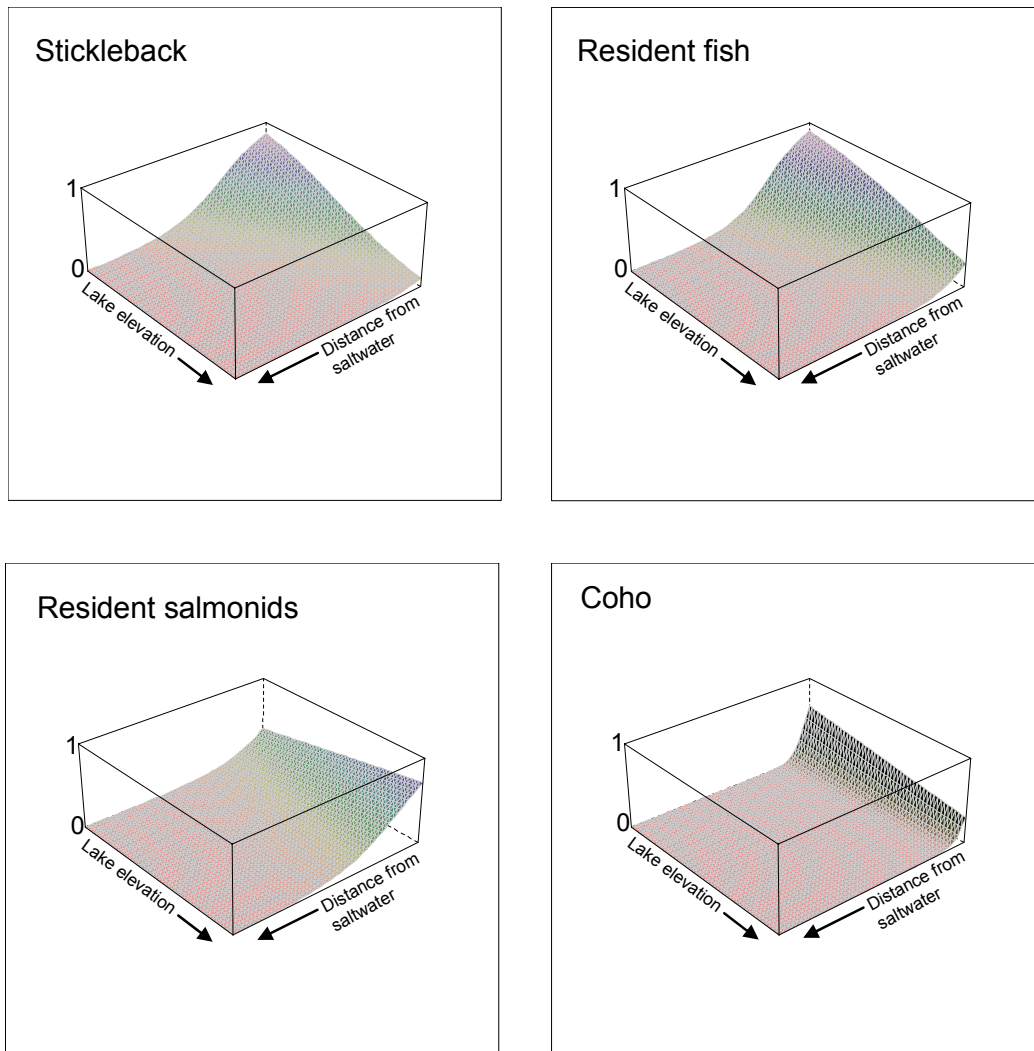 Stickleback
1
0
Lake elevation
Distance from
saltwater
Resident fish
1
0
Lake elevation
Distance from
saltwater
Resident salmonids
1
0
Lake elevation
Distance from
saltwater
Coho
1
0
Lake elevation
Distance from
saltwater